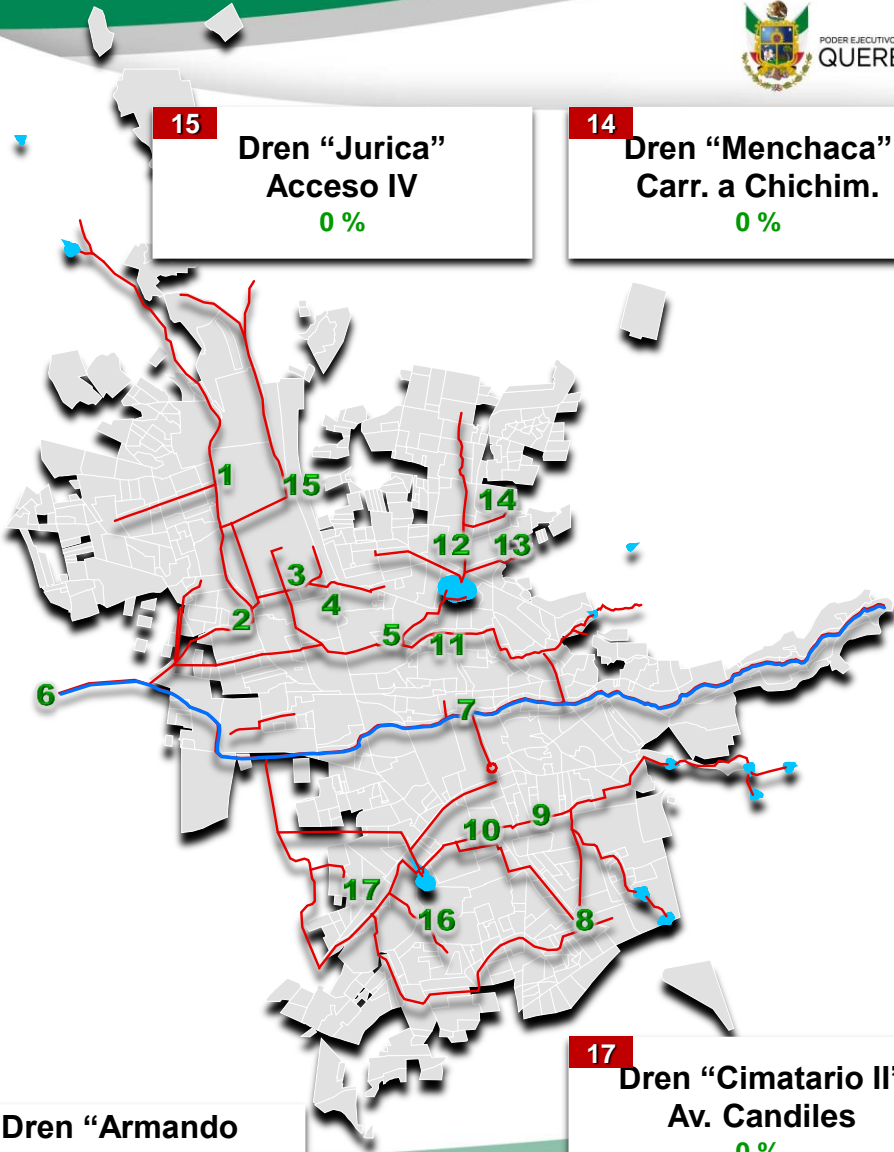 PODER EJECUTIVO
QUERE
15
Dren “Jurica”
Acceso IV
0 %
14
Dren “Menchaca”
Carr. a Chichim.
0 %
1
15
14
12
13
3
4
2
5
11
6
7
9
10
17
16
8
17
Dren “Cimatario II”
Av. Candiles
0 %
Dren “Armando